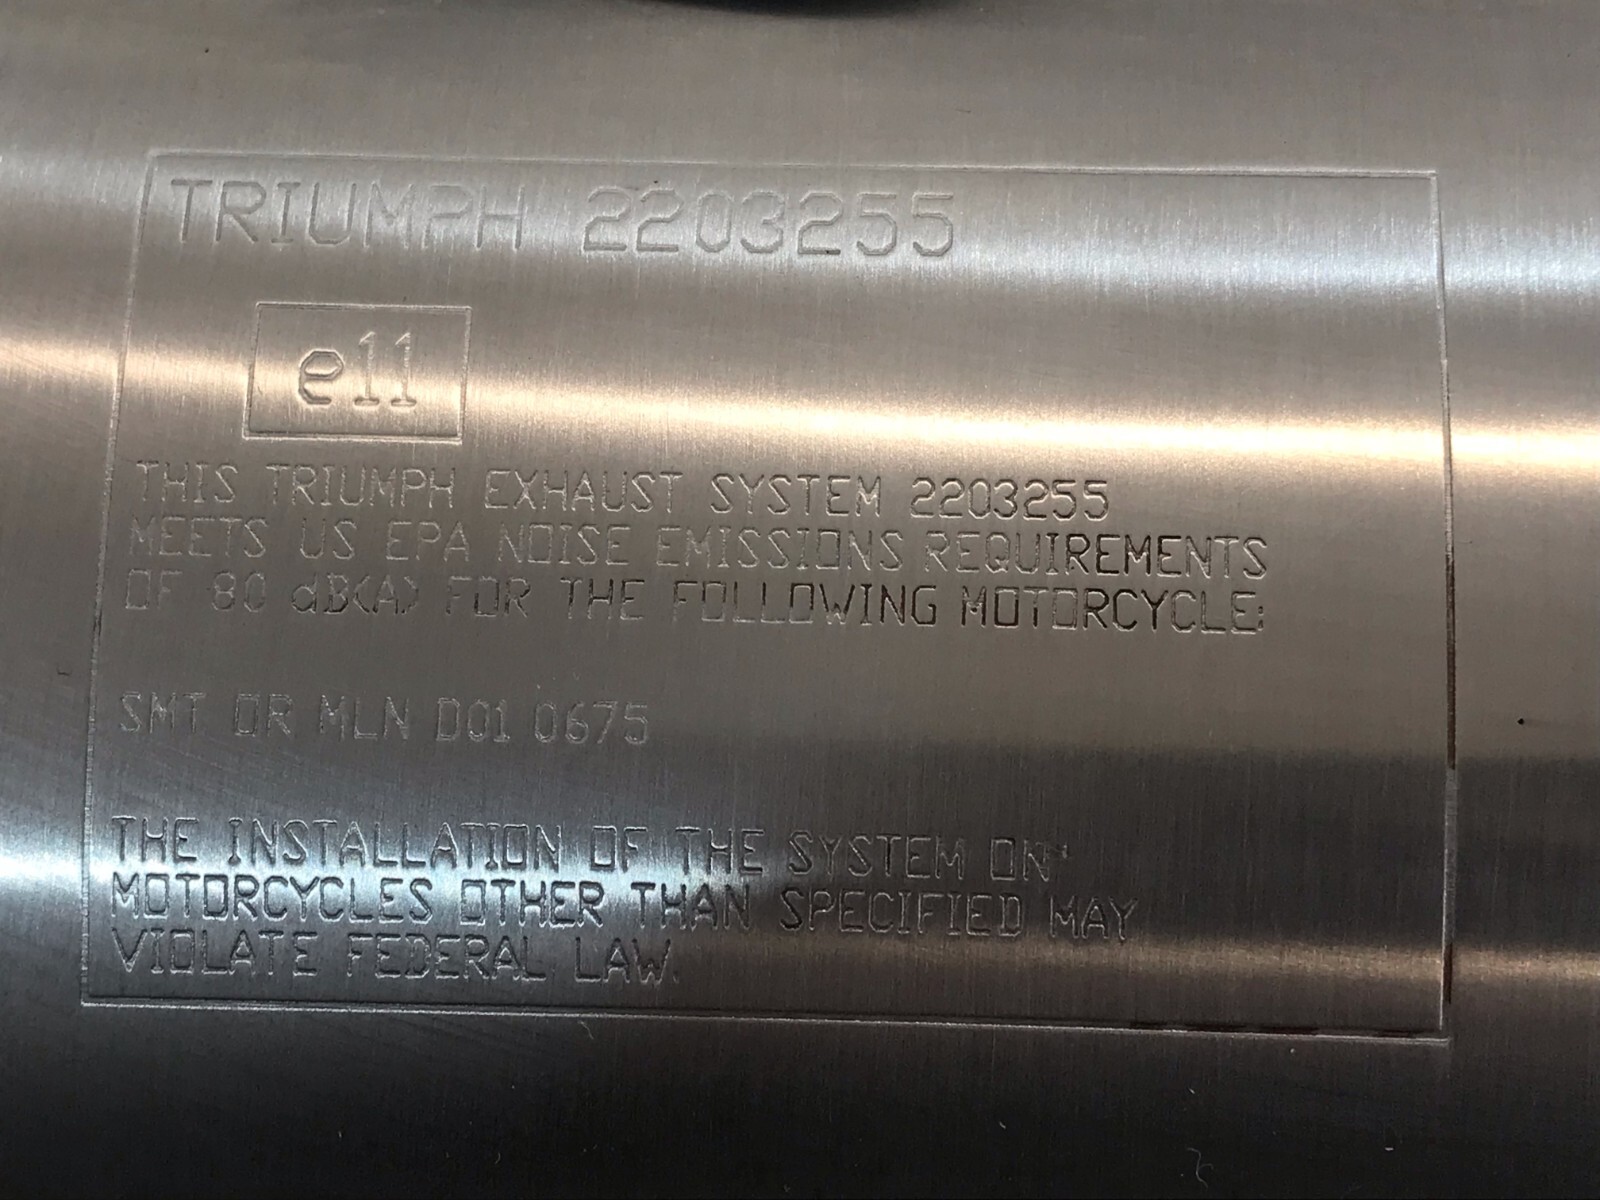 TRIUMPH 2203255
e11
THIS TRIUMPH EXHAUST SYSTEM 2203255
MEETS US EPA NOISE EMISSIONS REQUIREMENTS
OF 80 dB(A) FOR THE FOLLOWING MOTORCYCLE:
SMT OR MLN D01 0675
THE INSTALLATION OF THE SYSTEM ON
MOTORCYCLES OTHER THAN SPECIFIED MAY
VIOLATE FEDERAL LAW.